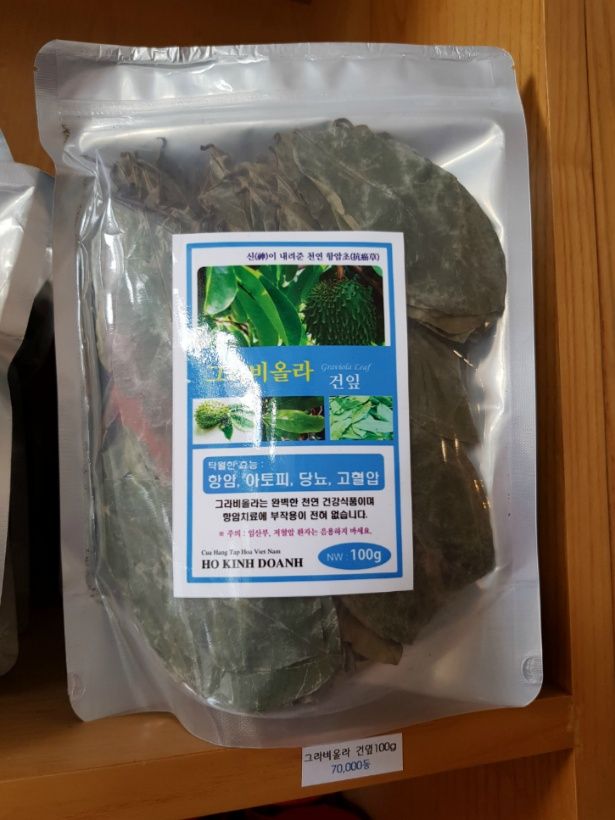 신(神)이 내려준 천연 항암초(抗癌草)
그라비올라 Graviola Leaf
건잎
탁월한 효능 :
항암, 아토피, 당뇨, 고혈압
그라비올라는 완벽한 천연 건강식품이며
항암치료에 부작용이 전혀 없습니다.
※ 주의 : 임산부, 저혈압 환자는 음용하지 마세요.
Cua Hang Tap Hoa Viet Nam
HO KINH DOANH
NW : 100g
그라비올라 건잎100g
70,000동